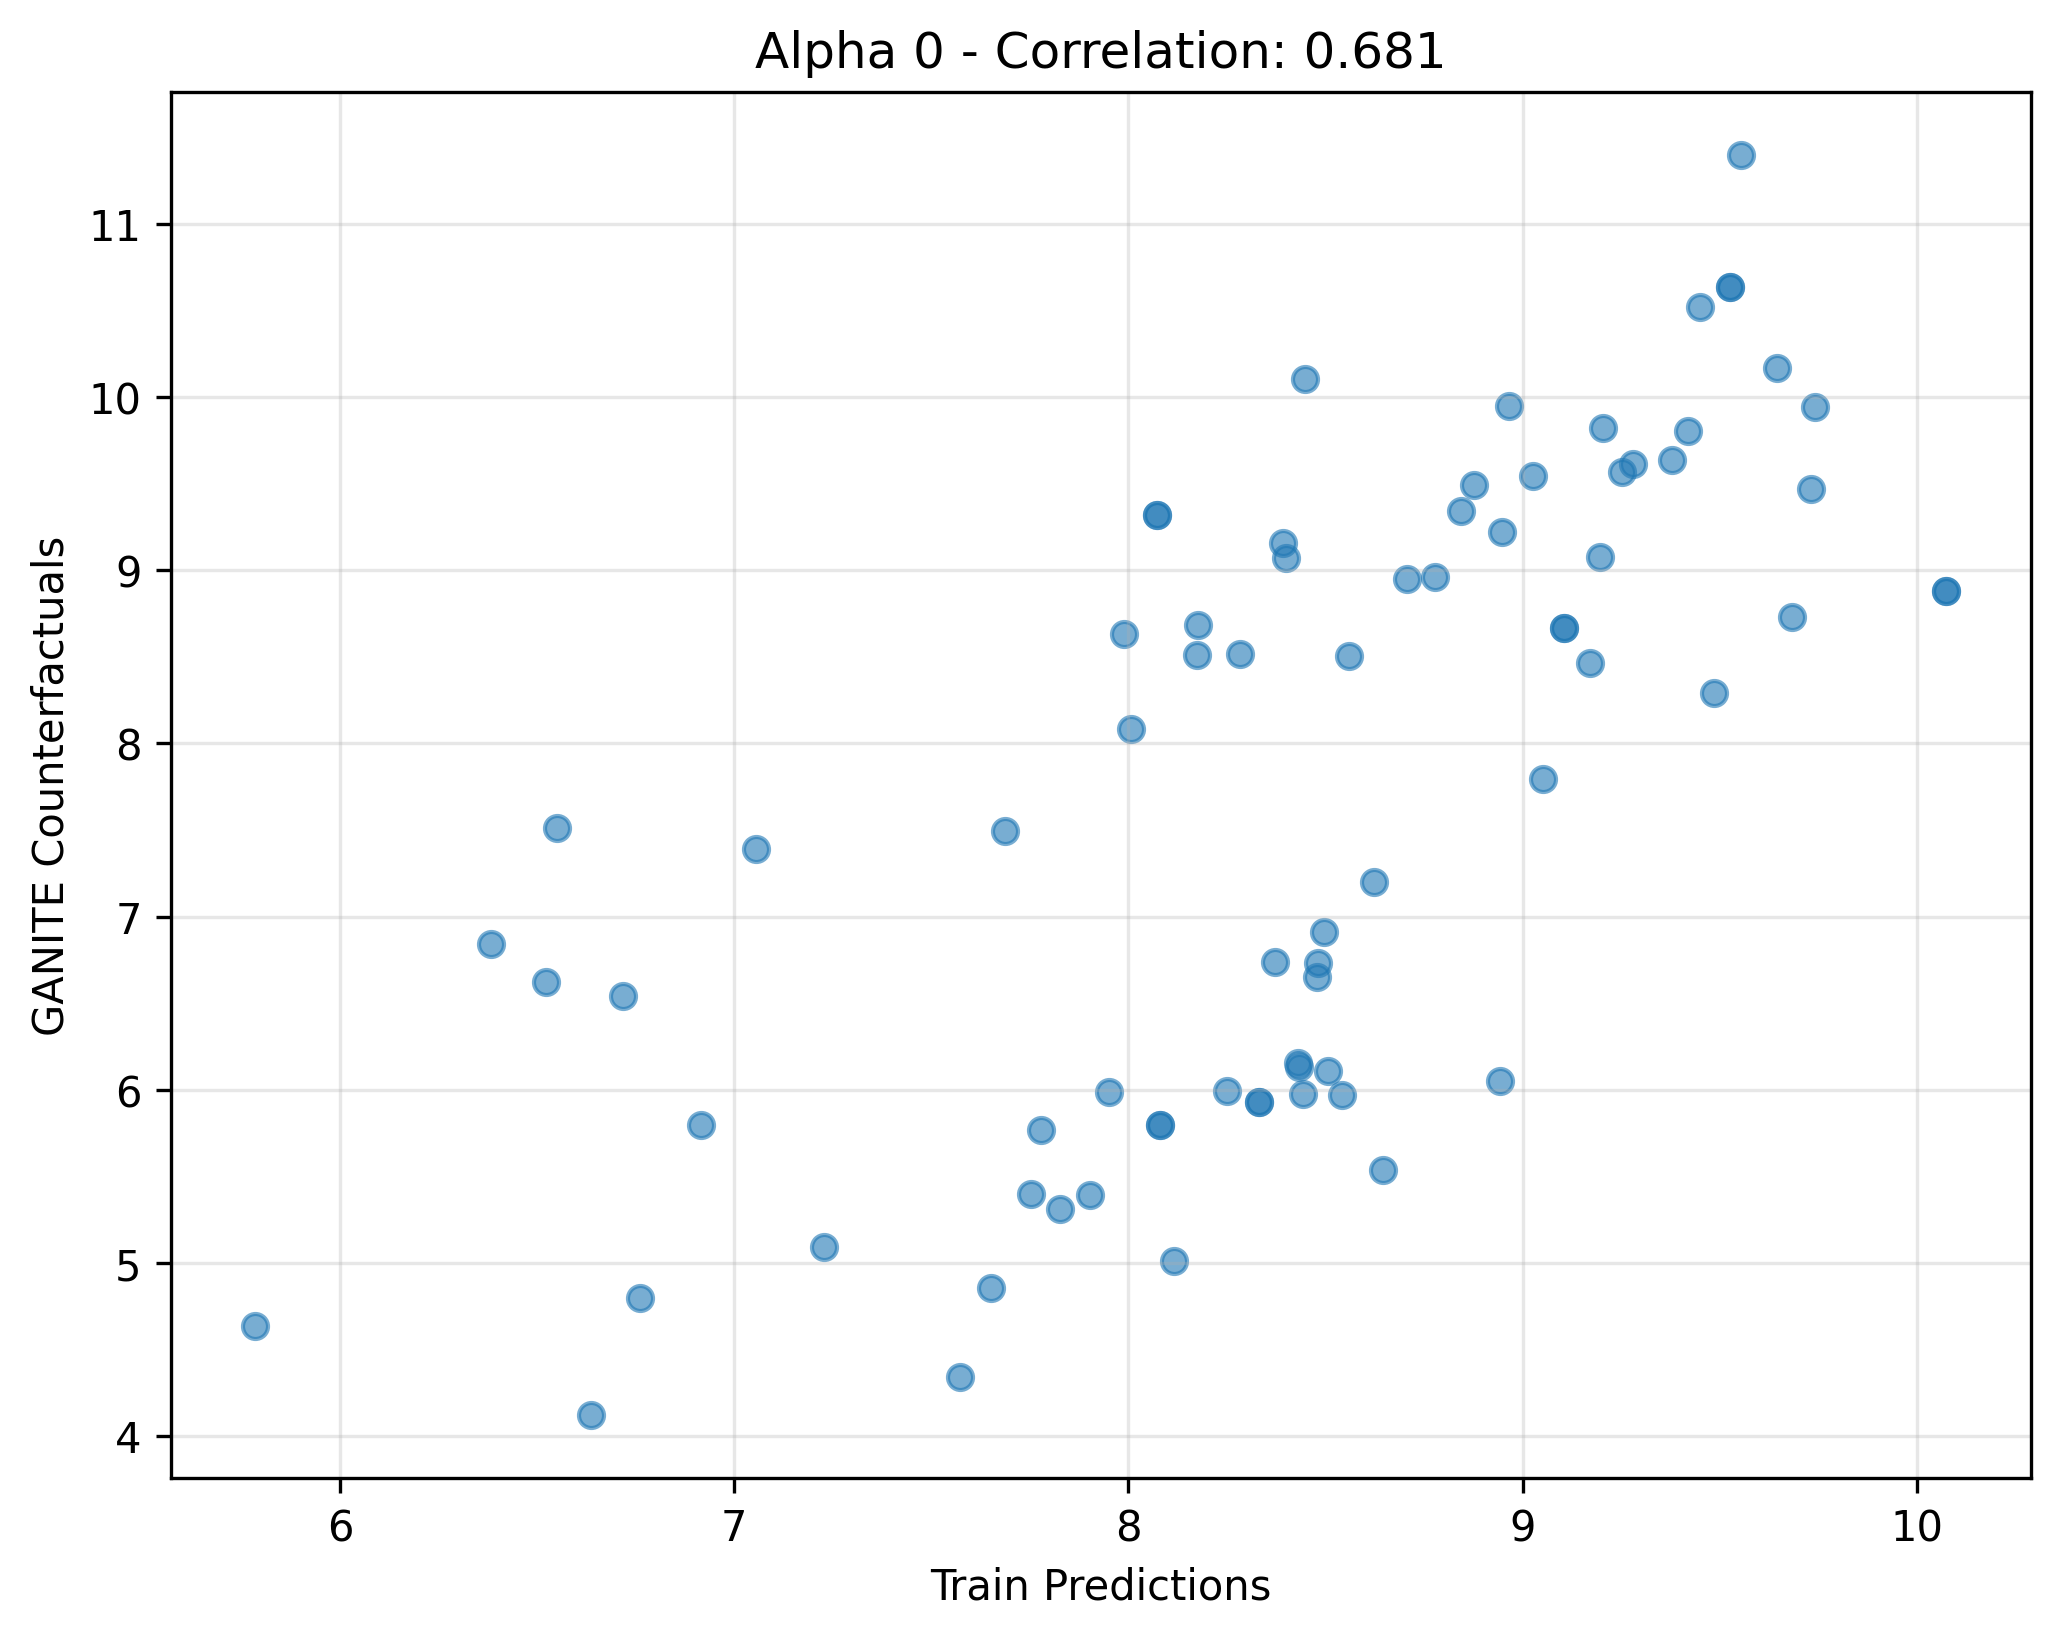 Alpha 0 - Correlation: 0.681
GANITE Counterfactuals
11
10
9
8
7
6
5
4
6 7 8 9 10
Train Predictions